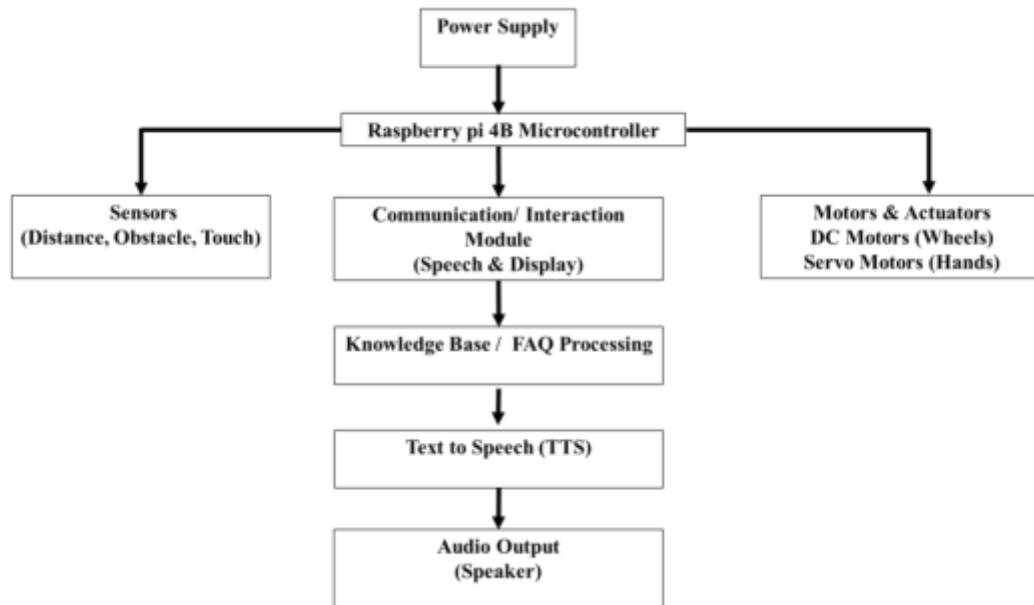 Power Supply
Raspberry pi 4B Microcontroller
Sensors
(Distance, Obstacle, Touch)
Communication/ Interaction
Module
(Speech & Display)
Motors & Actuators
DC Motors (Wheels)
Servo Motors (Hands)
Knowledge Base / FAQ Processing
Text to Speech (TTS)
Audio Output
(Speaker)